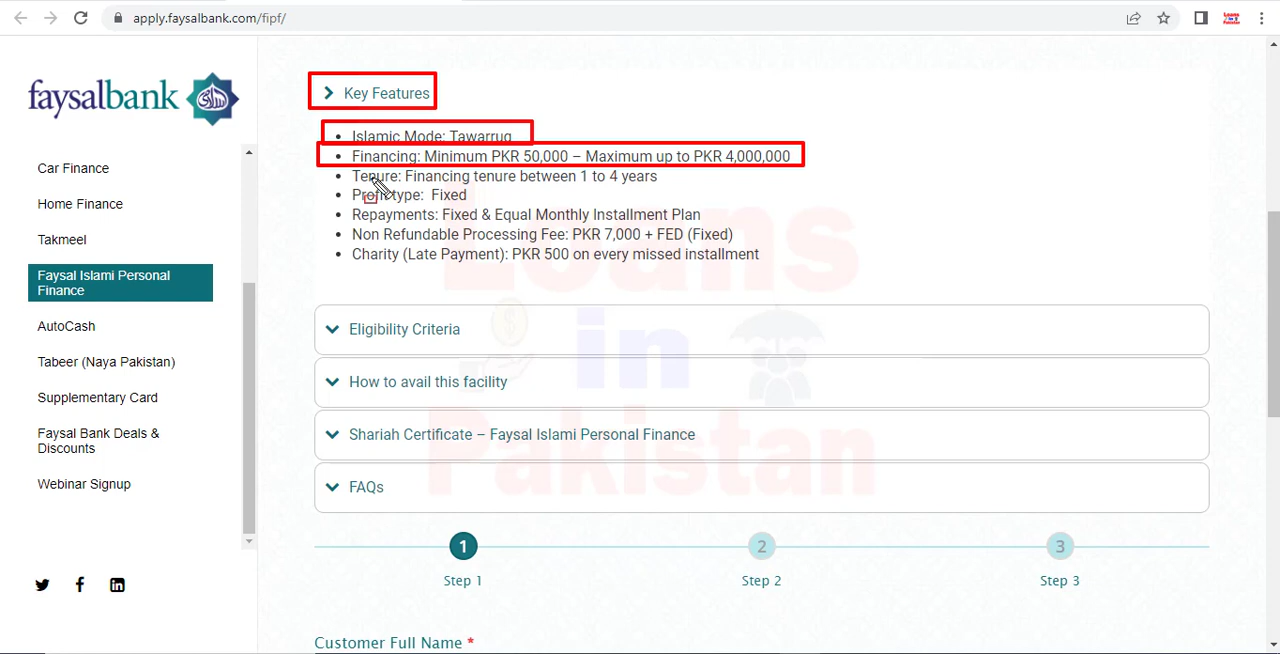 apply.faysalbank.com/fipf/
faysalbank
Car Finance
Home Finance
Takmeel
Faysal Islami Personal
Finance
AutoCash
Tabeer (Naya Pakistan)
Supplementary Card
Faysal Bank Deals &
Discounts
Webinar Signup
Key Features
• Islamic Mode: Tawarruq
• Financing: Minimum PKR 50,000 – Maximum up to PKR 4,000,000
• Tenure: Financing tenure between 1 to 4 years
• Profit type: Fixed
• Repayments: Fixed & Equal Monthly Installment Plan
• Non Refundable Processing Fee: PKR 7,000 + FED (Fixed)
• Charity (Late Payment): PKR 500 on every missed installment
Loans
in
Pakistan
Eligibility Criteria
How to avail this facility
Shariah Certificate – Faysal Islami Personal Finance
FAQs
1 2 3
Step 1 Step 2 Step 3
Customer Full Name *